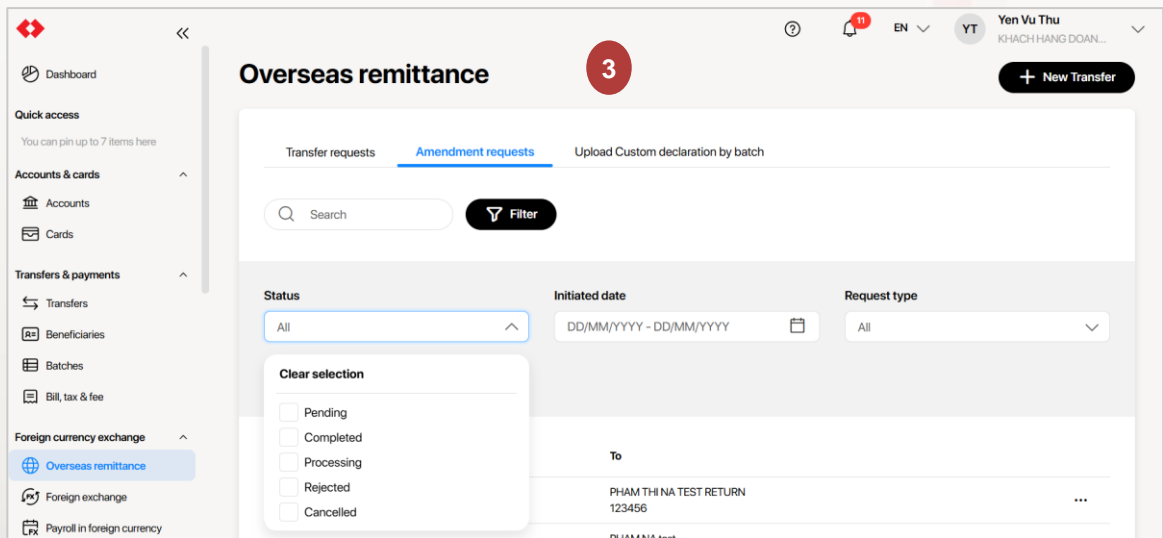 11
EN
YT
Yen Vu Thu
KHACH HANG DOAN...
Dashboard
Quick access
You can pin up to 7 items here
Accounts & cards
Accounts
Cards
Transfers & payments
Transfers
Beneficiaries
Batches
Bill, tax & fee
Foreign currency exchange
Overseas remittance
Foreign exchange
Payroll in foreign currency
Overseas remittance
3
New Transfer
Transfer requests
Amendment requests
Upload Custom declaration by batch
Search
Filter
Status
Initiated date
Request type
All
DD/MM/YYYY - DD/MM/YYYY
All
Clear selection
Pending
Completed
Processing
Rejected
Cancelled
To
PHAM THI NA TEST RETURN
123456
...
PHAM NA test